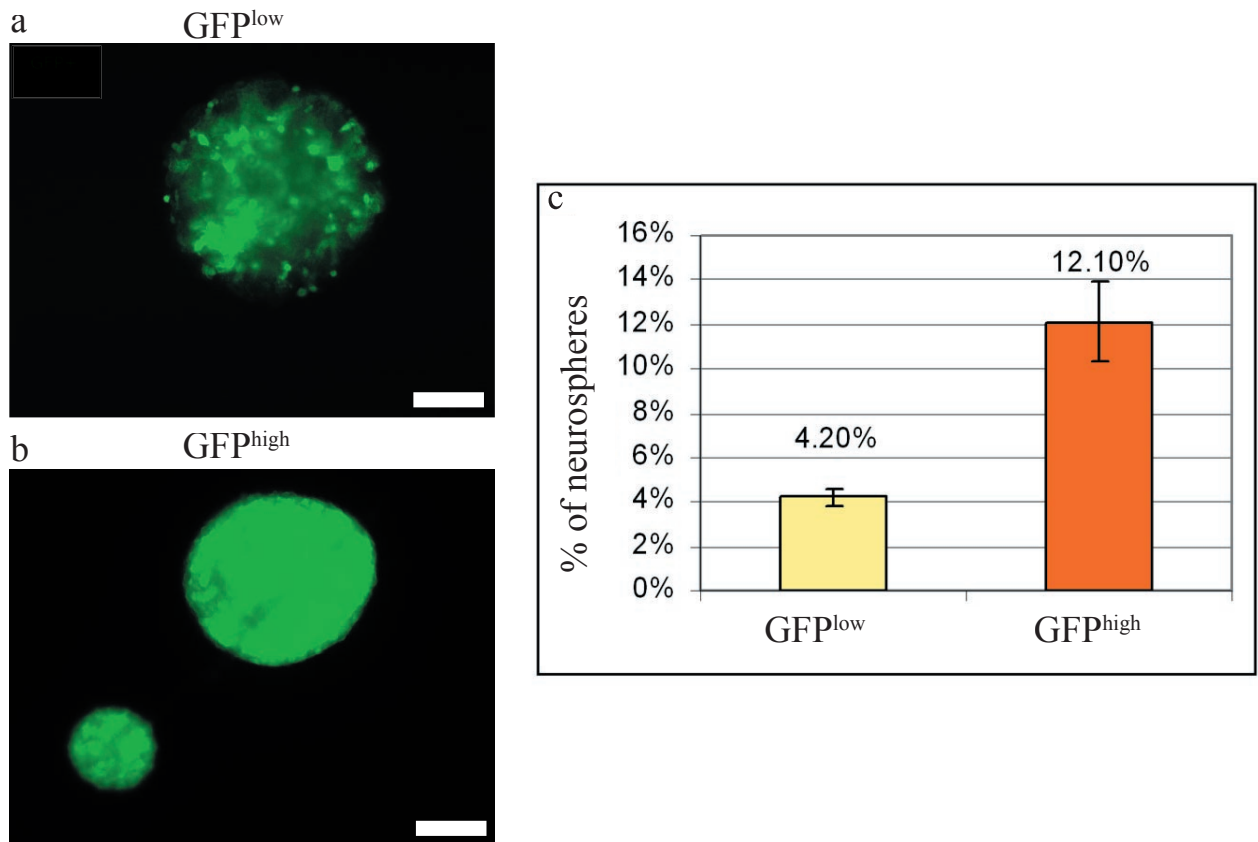 a
GFPlow
b
GFPhigh
c
% of neurospheres
16%
14%
12%
10%
8%
6%
4%
2%
0%
4.20%
12.10%
GFPlow
GFPhigh